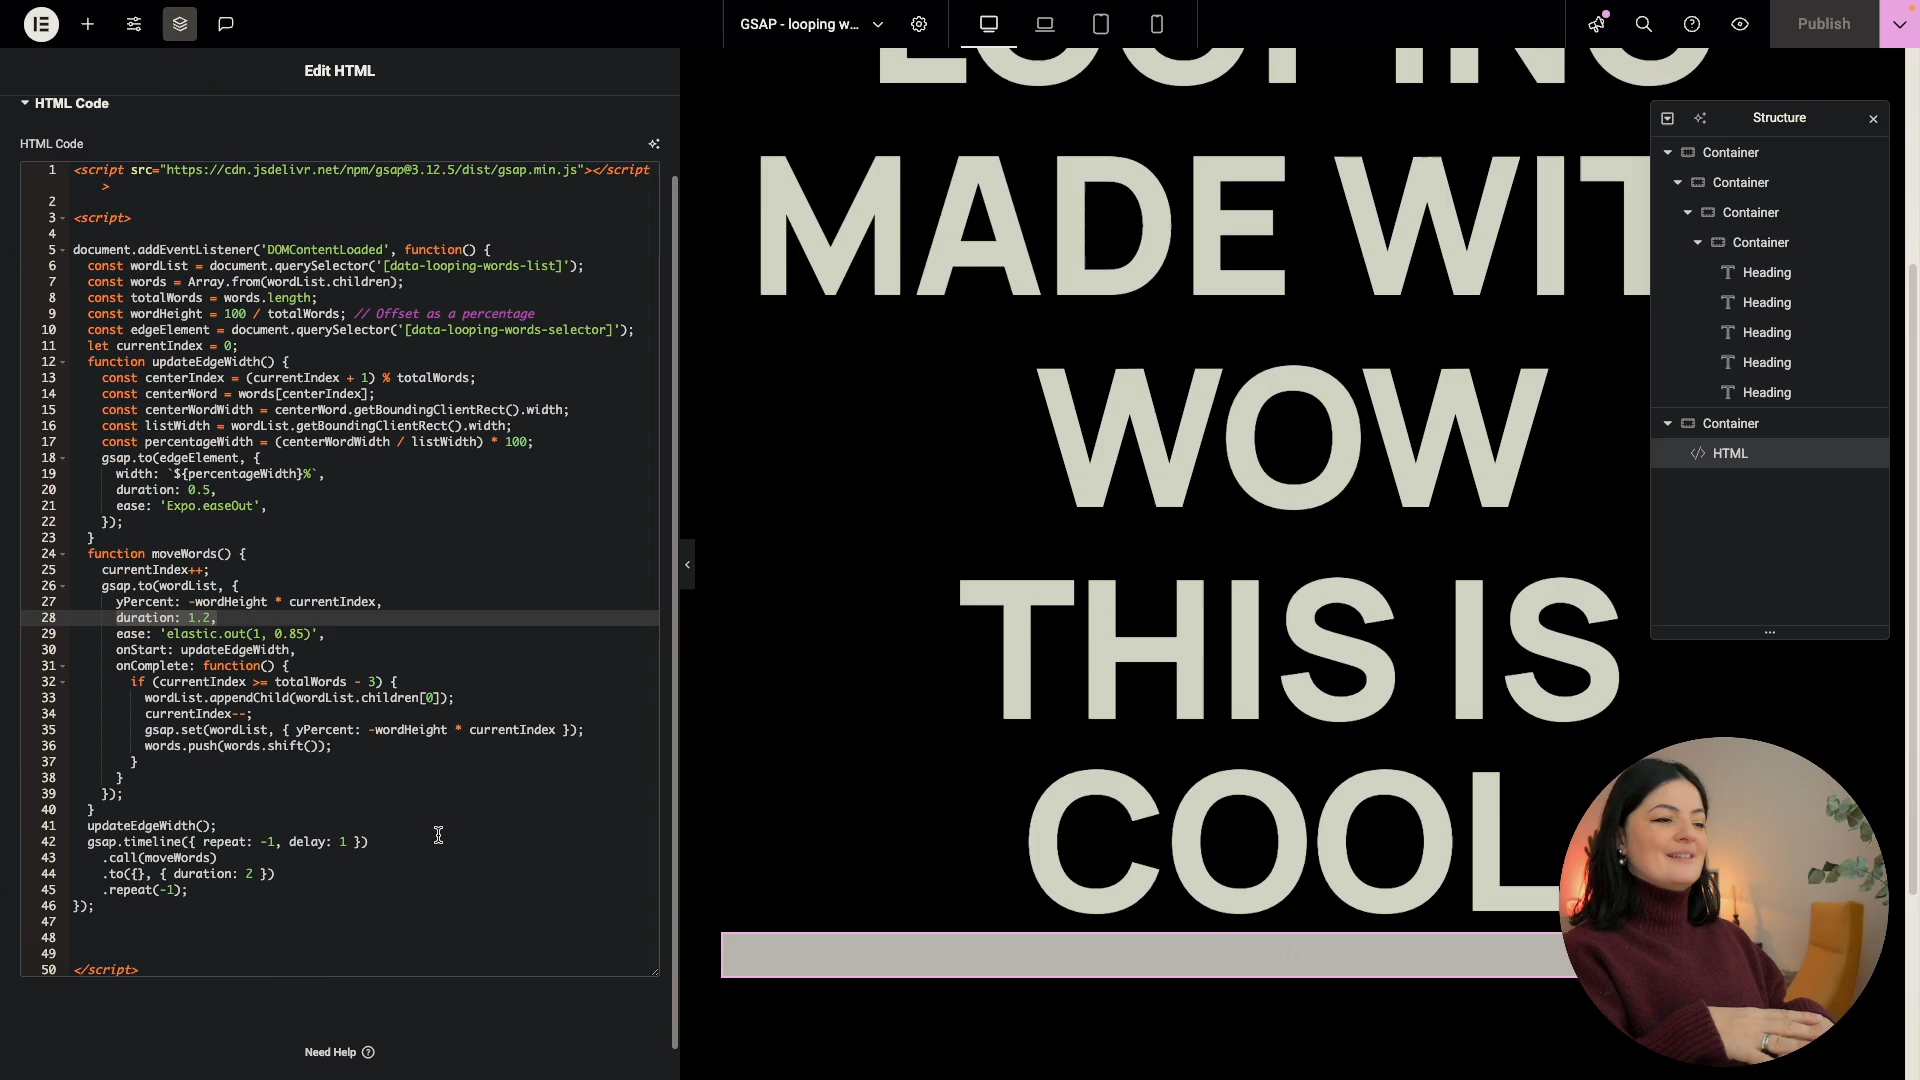 GSAP - looping w...
Publish
Edit HTML
HTML Code
HTML Code
1 <script src="https://cdn.jsdelivr.net/npm/gsap@3.12.5/dist/gsap.min.js"></script
>
2
3 <script>
4
5 document.addEventListener('DOMContentLoaded', function() {
6 const wordList = document.querySelector('[data-looping-words-list]');
7 const words = Array.from(wordList.children);
8 const totalWords = words.length;
9 const wordHeight = 100 / totalWords; // Offset as a percentage
10 const edgeElement = document.querySelector('[data-looping-words-selector]');
11 let currentIndex = 0;
12 function updateEdgeWidth() {
13 const centerIndex = (currentIndex + 1) % totalWords;
14 const centerWord = words[centerIndex];
15 const centerWordWidth = centerWord.getBoundingClientRect().width;
16 const listWidth = wordList.getBoundingClientRect().width;
17 const percentageWidth = (centerWordWidth / listWidth) * 100;
18 gsap.to(edgeElement, {
19 width: `${percentageWidth}%`,
20 duration: 0.5,
21 ease: 'Expo.easeOut',
22 });
23 }
24 function moveWords() {
25 currentIndex++;
26 gsap.to(wordList, {
27 yPercent: -wordHeight * currentIndex,
28 duration: 1.2,
29 ease: 'elastic.out(1, 0.85)',
30 onStart: updateEdgeWidth,
31 onComplete: function() {
32 if (currentIndex >= totalWords - 3) {
33 wordList.appendChild(wordList.children[0]);
34 currentIndex--;
35 gsap.set(wordList, { yPercent: -wordHeight * currentIndex });
36 words.push(words.shift());
37 }
38 }
39 });
40 }
41 updateEdgeWidth();
42 gsap.timeline({ repeat: -1, delay: 1 })
43 .call(moveWords)
44 .to({}, { duration: 2 })
45 .repeat(-1);
46 });
47
48
49
50 </script>
Need Help
LOOPING
MADE WIT
WOW
THIS IS
COOL
Structure
Container
Container
Container
Container
Heading
Heading
Heading
Heading
Heading
Container
HTML